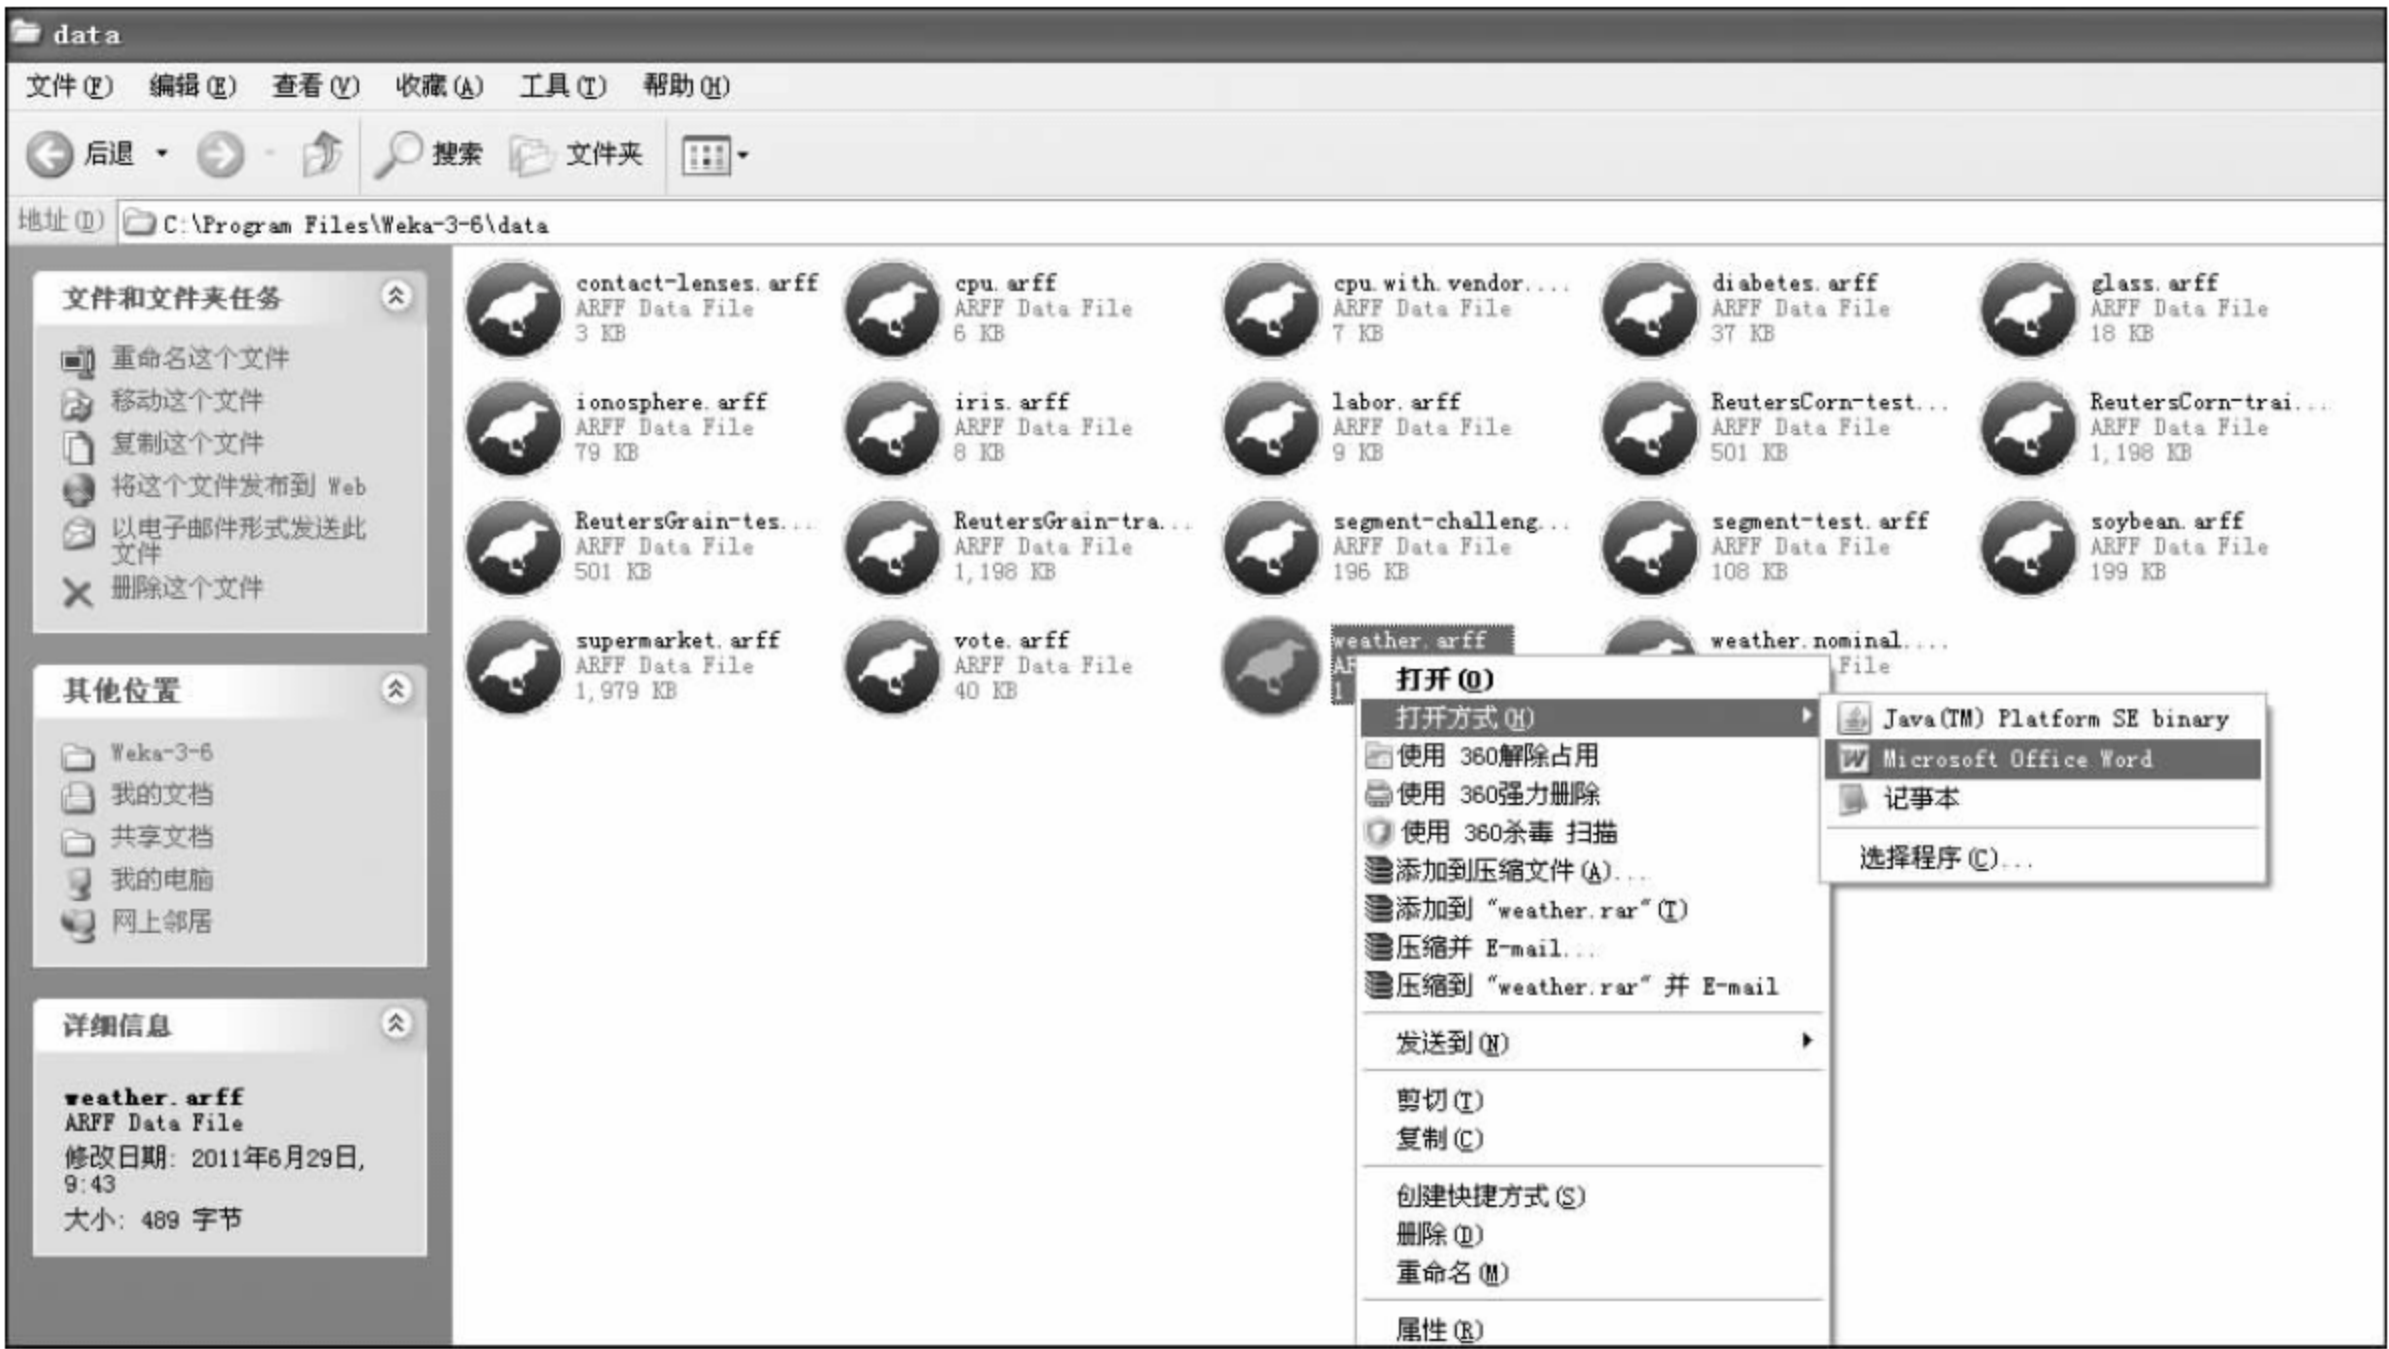 data
文件(F) 编辑(E) 查看(V) 收藏(A) 工具(T) 帮助(H)
后退 搜索 文件夹
地址(D) C:\Program Files\Weka-3-6\data
文件和文件夹任务
重命名这个文件
移动这个文件
复制这个文件
将这个文件发布到 Web
以电子邮件形式发送此
文件
删除这个文件
其他位置
Weka-3-6
我的文档
共享文档
我的电脑
网上邻居
详细信息
weather.arff
ARFF Data File
修改日期: 2011年6月29日,
9:43
大小: 489 字节
contact-lenses.arff
ARFF Data File
3 KB
cpu.arff
ARFF Data File
6 KB
cpu.with.vendor....
ARFF Data File
7 KB
diabetes.arff
ARFF Data File
37 KB
glass.arff
ARFF Data File
18 KB
ionosphere.arff
ARFF Data File
79 KB
iris.arff
ARFF Data File
8 KB
labor.arff
ARFF Data File
9 KB
ReutersCorn-test...
ARFF Data File
501 KB
ReutersCorn-trai...
ARFF Data File
1,198 KB
ReutersGrain-tes...
ARFF Data File
501 KB
ReutersGrain-tra...
ARFF Data File
1,198 KB
segment-challeng...
ARFF Data File
196 KB
segment-test.arff
ARFF Data File
108 KB
soybean.arff
ARFF Data File
199 KB
supermarket.arff
ARFF Data File
1,979 KB
vote.arff
ARFF Data File
40 KB
weather.arff
AR
1
weather.nominal....
File
打开(O)
打开方式(H)
使用 360解除占用
使用 360强力删除
使用 360杀毒 扫描
添加到压缩文件(A)...
添加到 "weather.rar"(T)
压缩并 E-mail...
压缩到 "weather.rar" 并 E-mail
发送到(N)
剪切(T)
复制(C)
创建快捷方式(S)
删除(D)
重命名(M)
属性(R)
Java(TM) Platform SE binary
Microsoft Office Word
记事本
选择程序(C)...